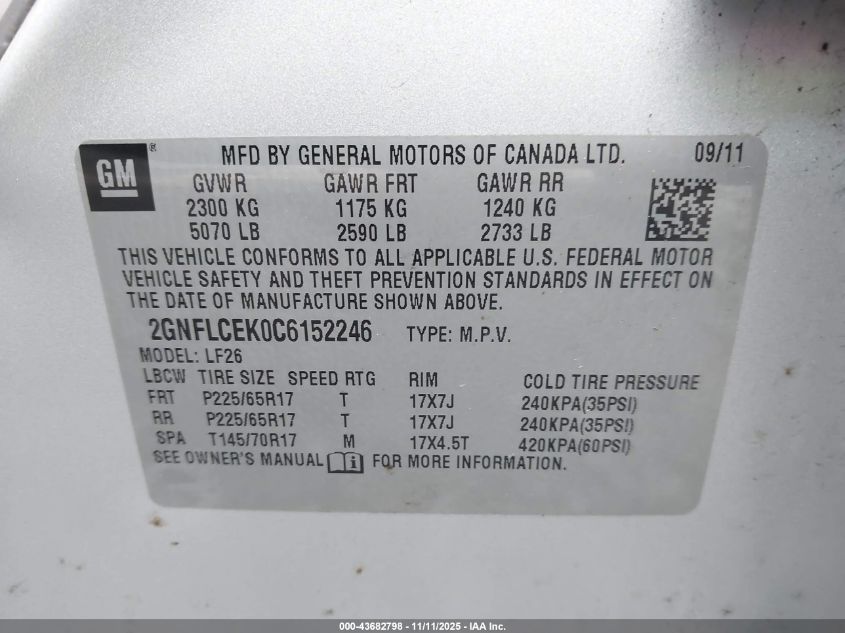 GM ® MFD BY GENERAL MOTORS OF CANADA LTD. 09/11
GVWR GAWR FRT GAWR RR
2300 KG 1175 KG 1240 KG
5070 LB 2590 LB 2733 LB
THIS VEHICLE CONFORMS TO ALL APPLICABLE U.S. FEDERAL MOTOR
VEHICLE SAFETY AND THEFT PREVENTION STANDARDS IN EFFECT ON
THE DATE OF MANUFACTURE SHOWN ABOVE.
2GNFLCEK0C6152246 TYPE: M.P.V.
MODEL: LF26
LBCW TIRE SIZE SPEED RTG RIM COLD TIRE PRESSURE
FRT P225/65R17 T 17X7J 240KPA(35PSI)
RR P225/65R17 T 17X7J 240KPA(35PSI)
SPA T145/70R17 M 17X4.5T 420KPA(60PSI)
SEE OWNER'S MANUAL FOR MORE INFORMATION.
000-43682798 - 11/11/2025 - IAA Inc.